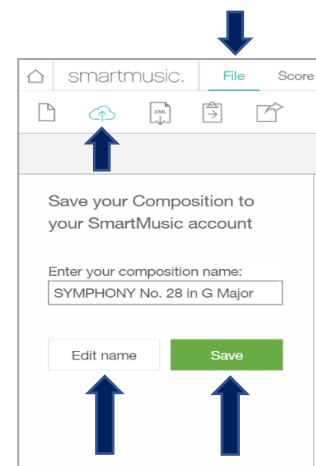 smartmusic. File Score
XML
Save your Composition to
your SmartMusic account
Enter your composition name:
SYMPHONY No. 28 in G Major
Edit name Save